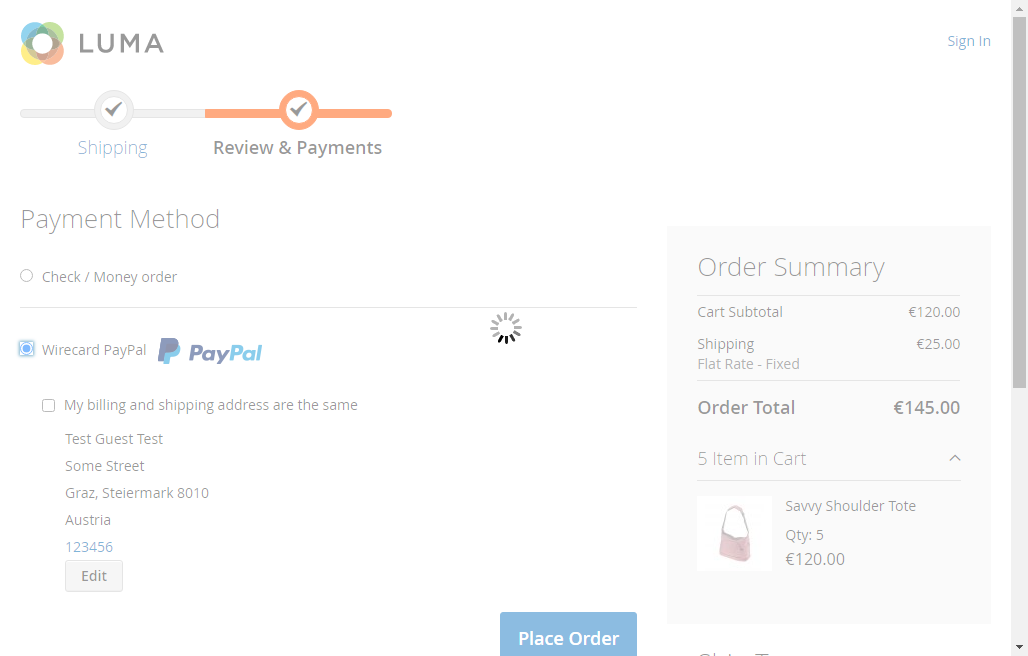 LUMA
Sign In
Shipping
Review & Payments
Payment Method
Check / Money order
Wirecard PayPal PayPal
My billing and shipping address are the same
Test Guest Test
Some Street
Graz, Steiermark 8010
Austria
123456
Edit
Place Order
Order Summary
Cart Subtotal €120.00
Shipping €25.00
Flat Rate - Fixed
Order Total €145.00
5 Item in Cart
Savvy Shoulder Tote
Qty: 5
€120.00